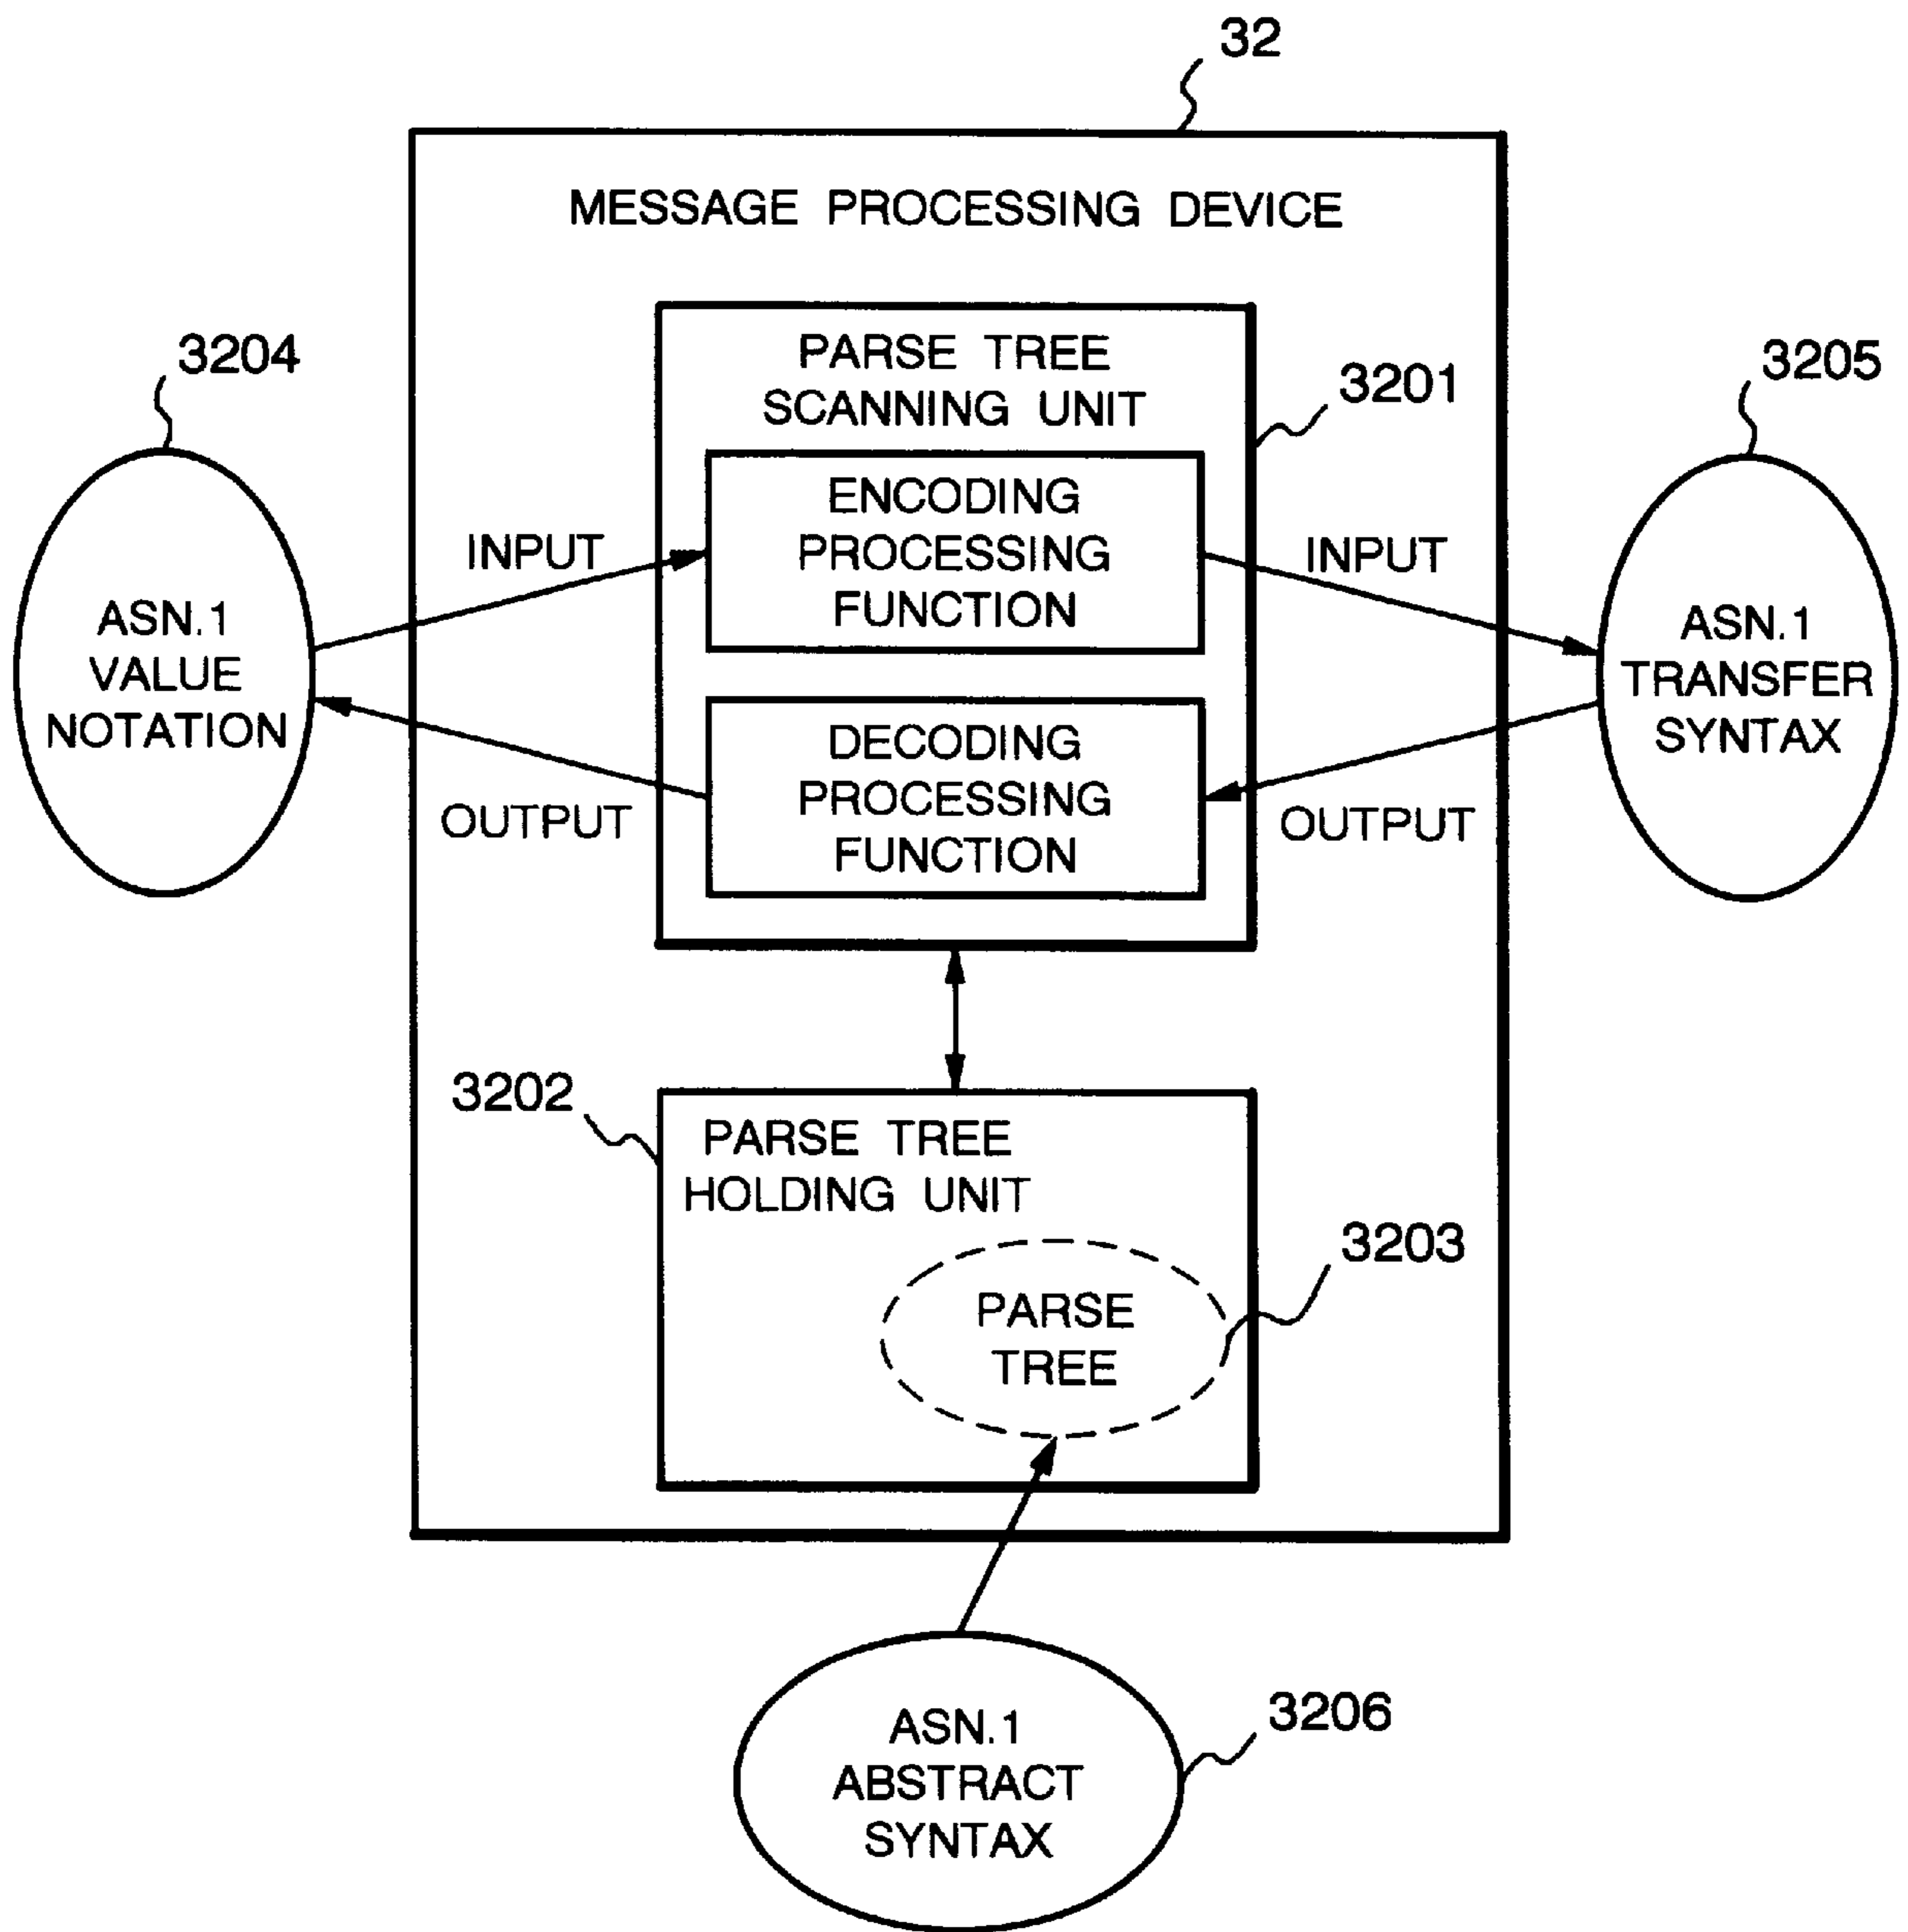 32
MESSAGE PROCESSING DEVICE
3204
PARSE TREE
SCANNING UNIT
3201
3205
ENCODING
PROCESSING
FUNCTION
INPUT
INPUT
ASN.1
VALUE
NOTATION
ASN.1
TRANSFER
SYNTAX
DECODING
PROCESSING
FUNCTION
OUTPUT
OUTPUT
3202
PARSE TREE
HOLDING UNIT
3203
PARSE
TREE
3206
ASN.1
ABSTRACT
SYNTAX